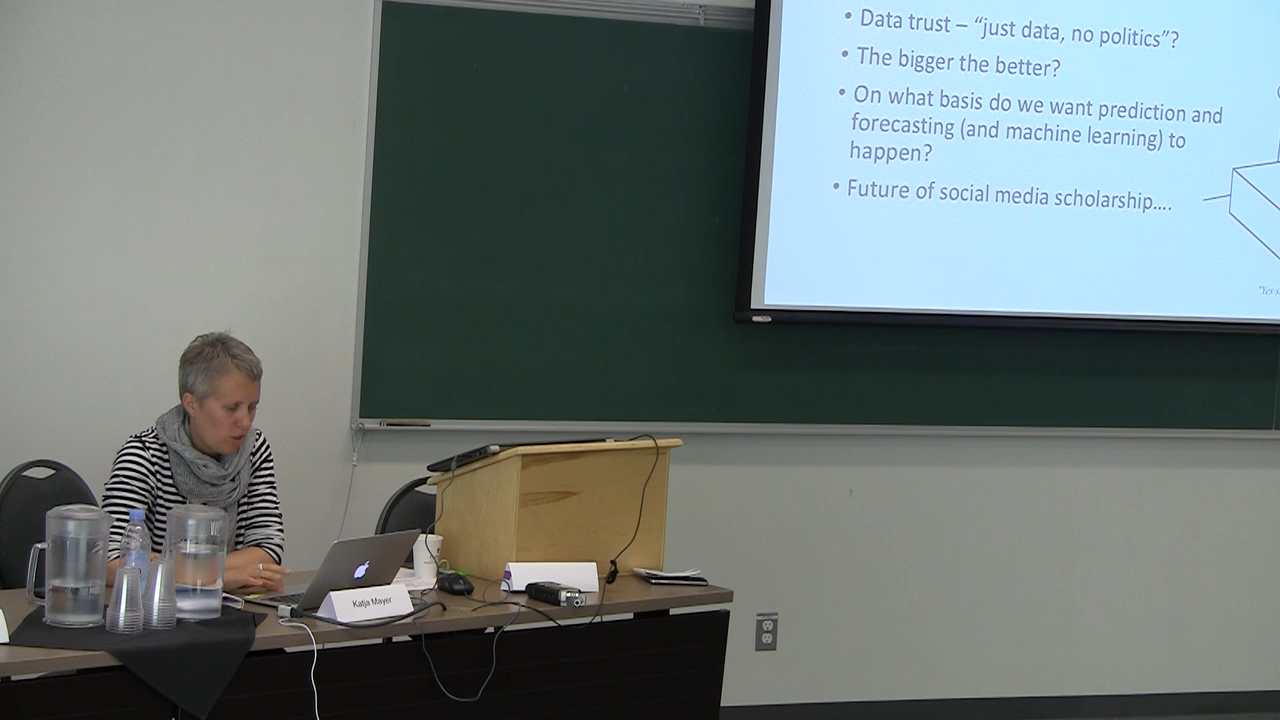 • Data trust – “just data, no politics”?
• The bigger the better?
• On what basis do we want prediction and
forecasting (and machine learning) to
happen?
• Future of social media scholarship....
"Yes
Katja Mayer